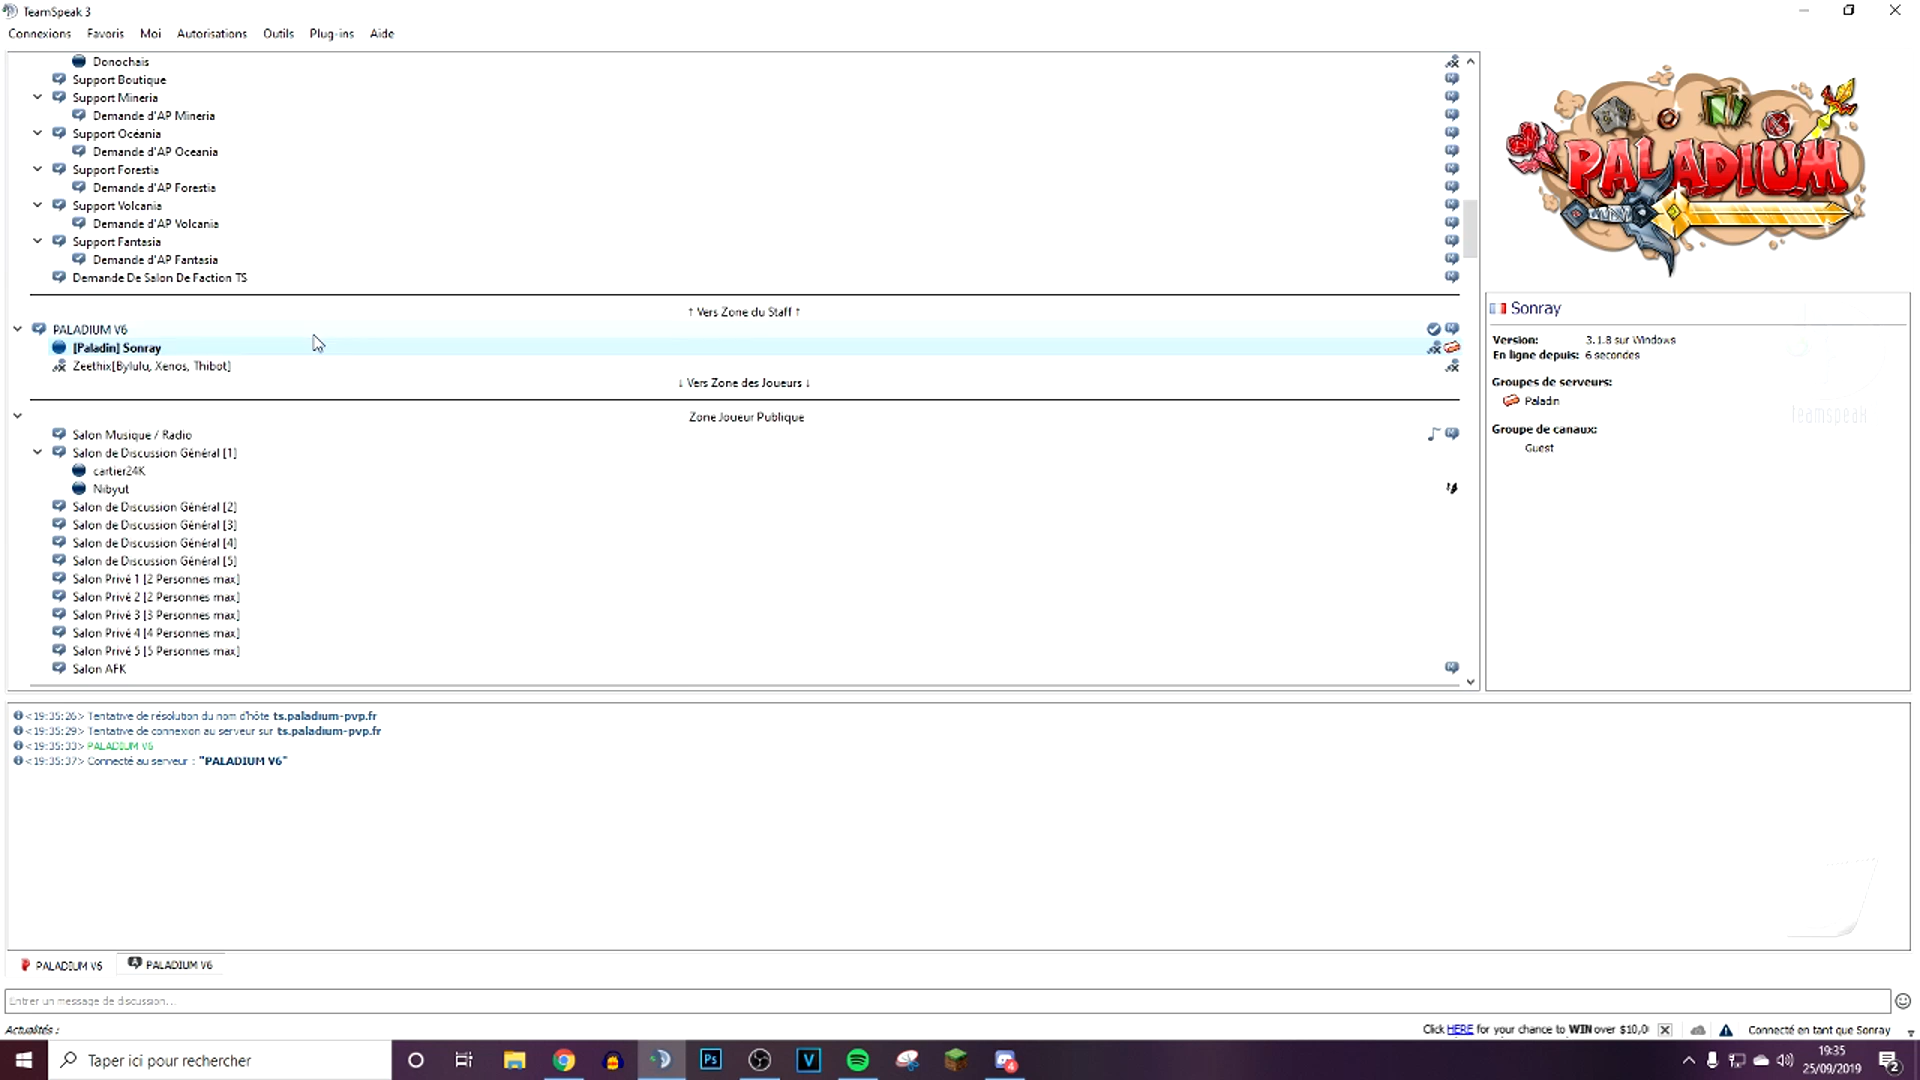 TeamSpeak 3
Connexions Favoris Moi Autorisations Outils Plug-ins Aide
Donochais
Support Boutique
Support Mineria
Demande d'AP Mineria
Support Océania
Demande d'AP Oceania
Support Forestia
Demande d'AP Forestia
Support Volcania
Demande d'AP Volcania
Support Fantasia
Demande d'AP Fantasia
Demande De Salon De Faction TS
↑ Vers Zone du Staff ↑
PALADIUM V6
[Paladin] Sonray
Zeethix[Bylulu, Xenos, Thibot]
↓ Vers Zone des Joueurs ↓
Zone Joueur Publique
Salon Musique / Radio
Salon de Discussion Général [1]
cartier24K
Nibyut
Salon de Discussion Général [2]
Salon de Discussion Général [3]
Salon de Discussion Général [4]
Salon de Discussion Général [5]
Salon Privé 1 [2 Personnes max]
Salon Privé 2 [2 Personnes max]
Salon Privé 3 [3 Personnes max]
Salon Privé 4 [4 Personnes max]
Salon Privé 5 [5 Personnes max]
Salon AFK
PALADIUM
Sonray
Version: 3.1.8 sur Windows
En ligne depuis: 6 secondes
Groupes de serveurs:
Paladin
Teamspeak
Groupe de canaux:
Guest
<19:35:26> Tentative de résolution du nom d'hôte ts.paladium-pvp.fr
<19:35:29> Tentative de connexion au serveur sur ts.paladium-pvp.fr
<19:35:33> PALADIUM V6
<19:35:37> Connecté au serveur : "PALADIUM V6"
PALADIUM V6 PALADIUM V6
Entrer un message de discussion...
Actualités :
Click HERE for your chance to WIN over $10,0
Connecté en tant que Sonray
Taper ici pour rechercher
Ps
V
4
19:35
25/09/2019
2